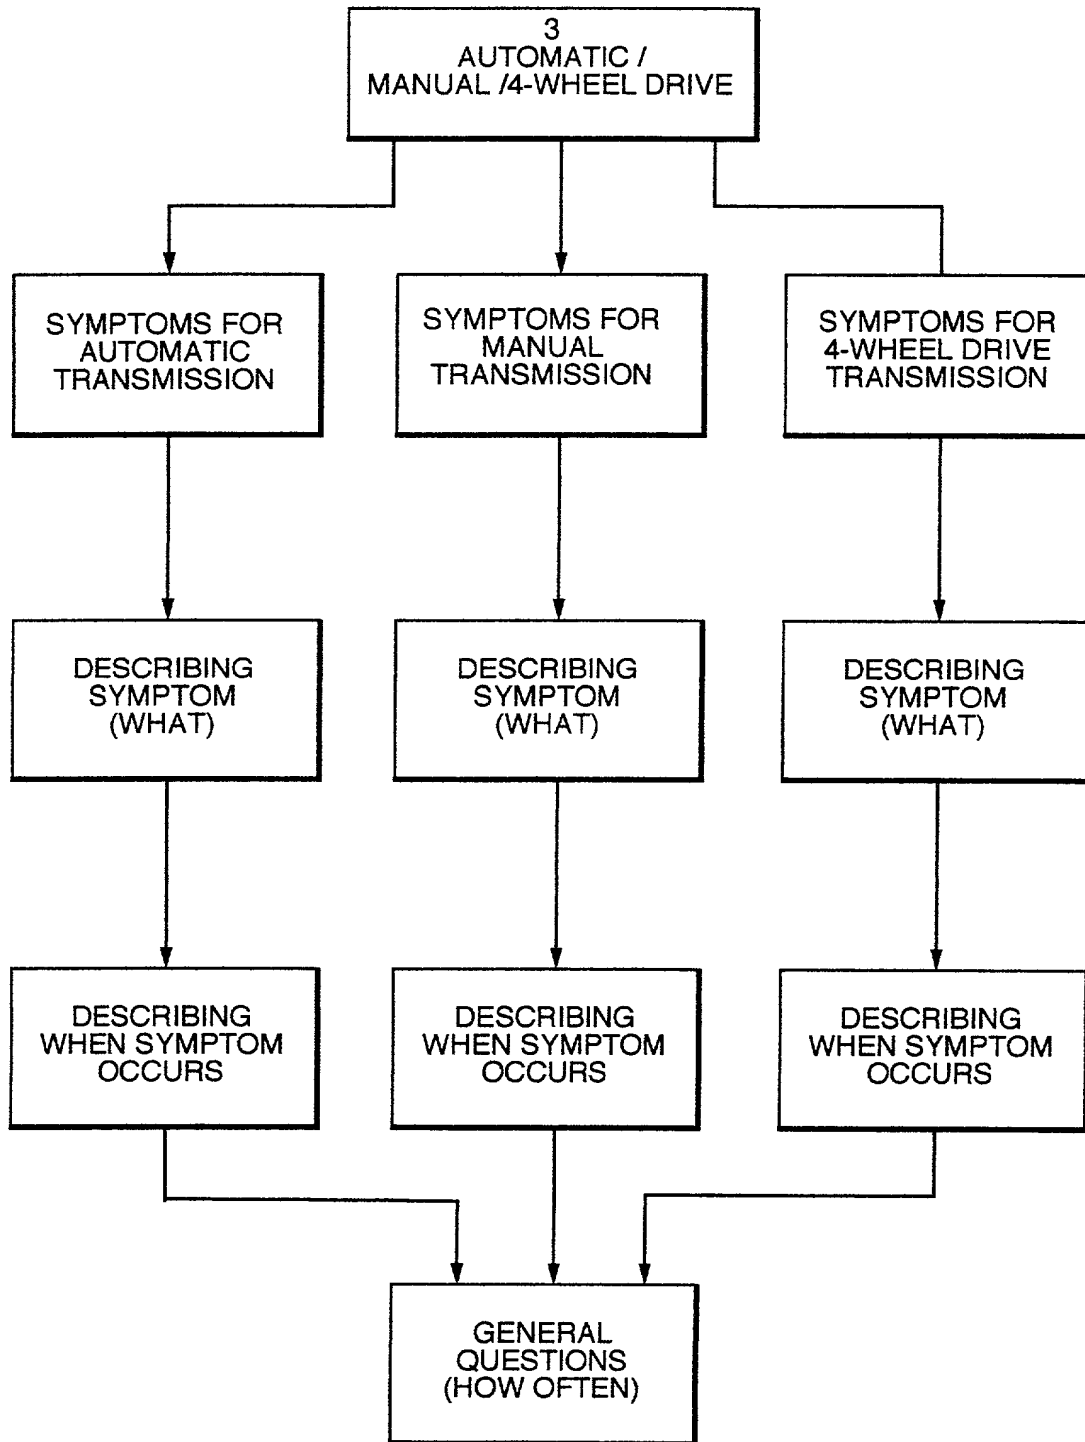 3
AUTOMATIC /
MANUAL /4-WHEEL DRIVE
SYMPTOMS FOR
AUTOMATIC
TRANSMISSION
SYMPTOMS FOR
MANUAL
TRANSMISSION
SYMPTOMS FOR
4-WHEEL DRIVE
TRANSMISSION
DESCRIBING
SYMPTOM
(WHAT)
DESCRIBING
SYMPTOM
(WHAT)
DESCRIBING
SYMPTOM
(WHAT)
DESCRIBING
WHEN SYMPTOM
OCCURS
DESCRIBING
WHEN SYMPTOM
OCCURS
DESCRIBING
WHEN SYMPTOM
OCCURS
GENERAL
QUESTIONS
(HOW OFTEN)